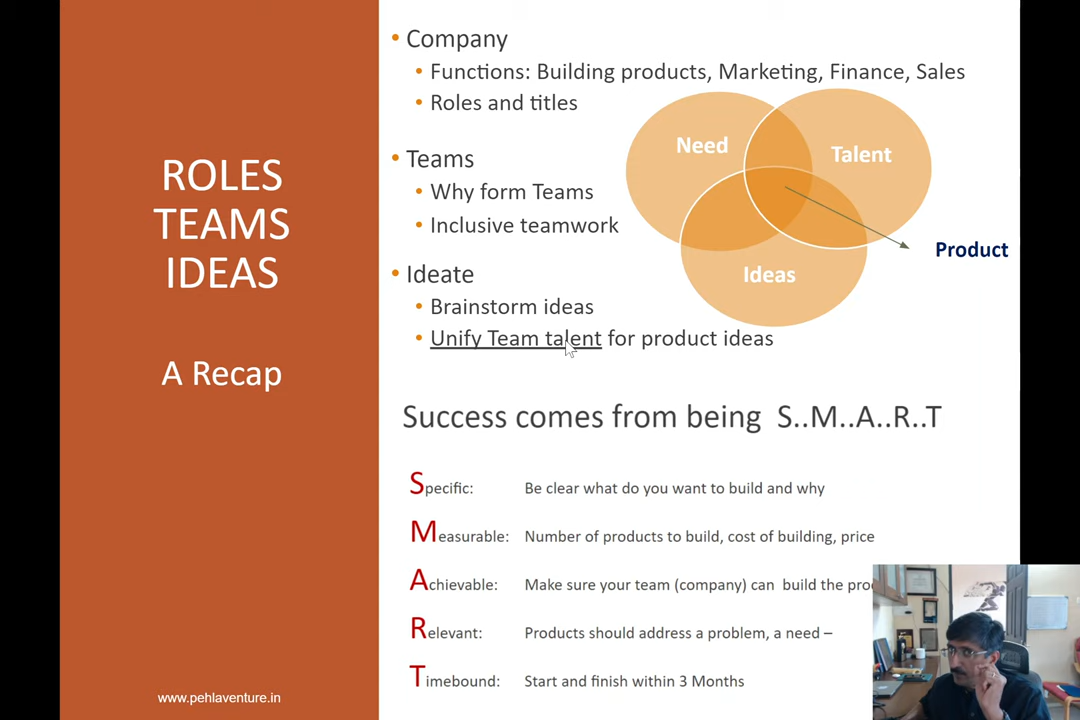 ROLES
TEAMS
IDEAS
A Recap
www.pehlaventure.in
• Company
• Functions: Building products, Marketing, Finance, Sales
• Roles and titles
• Teams
• Why form Teams
• Inclusive teamwork
• Ideate
• Brainstorm ideas
• Unify Team talent for product ideas
Need
Talent
Ideas
Product
Success comes from being S..M..A..R..T
Specific: Be clear what do you want to build and why
Measurable: Number of products to build, cost of building, price
Achievable: Make sure your team (company) can build the
Relevant: Products should address a problem, a need –
Timebound: Start and finish within 3 Months